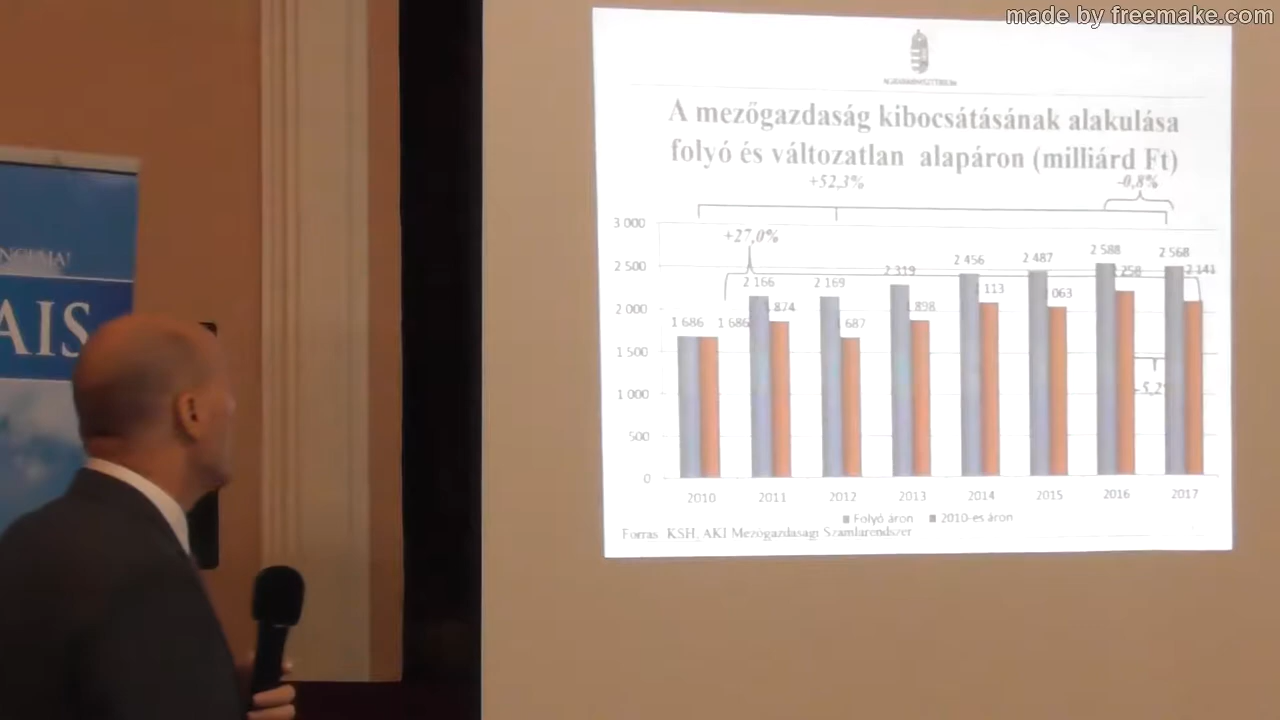 made by freemake.com
AIS
A mezőgazdaság kibocsátásának alakulása
folyó és változatlan alapáron (milliárd Ft)
+52,3% -0,8%
+27,0%
3 000
2 500
2 000
1 500
1 000
500
0
1 686 1 686
2 166 1 874
2 169 687
2 319 1 898
2 456 113
2 487 063
2 588 258
2 568 2 141
-5,2
2010 2011 2012 2013 2014 2015 2016 2017
Folyó áron 2010-es áron
Forrás KSH, AKI Mezőgazdasági Számlarendszer